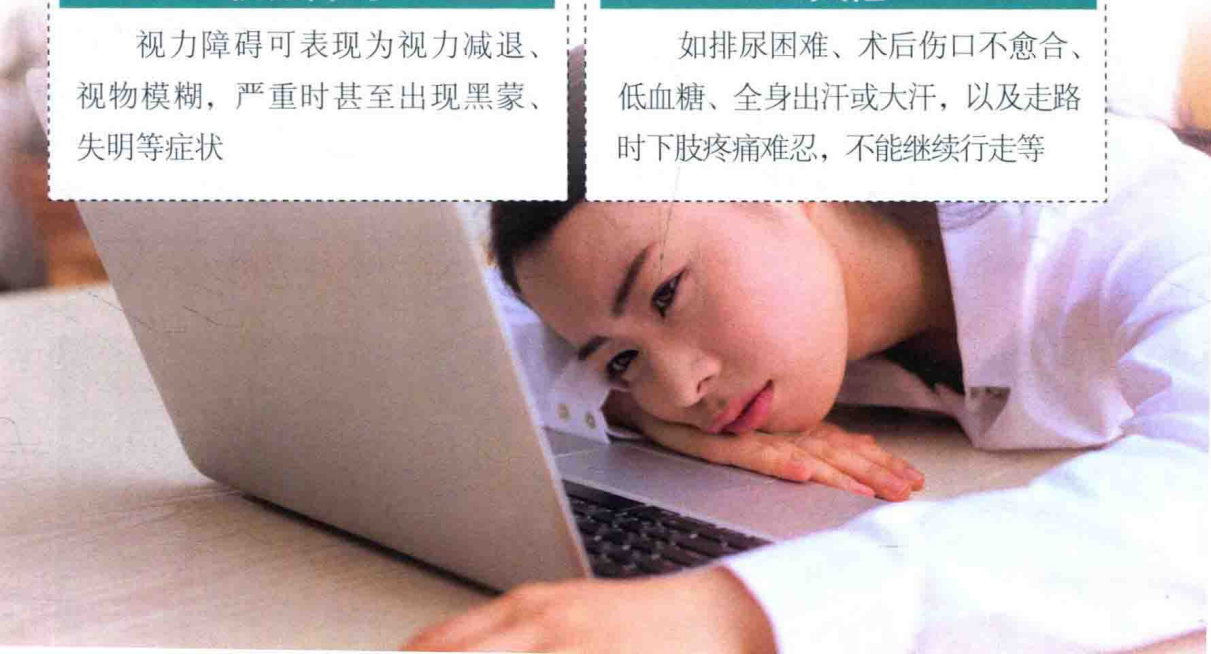 视力障碍可表现为视力减退、
视物模糊，严重时甚至出现黑蒙、
失明等症状
如排尿困难、术后伤口不愈合、
低血糖、全身出汗或大汗，以及走路
时下肢疼痛难忍，不能继续行走等